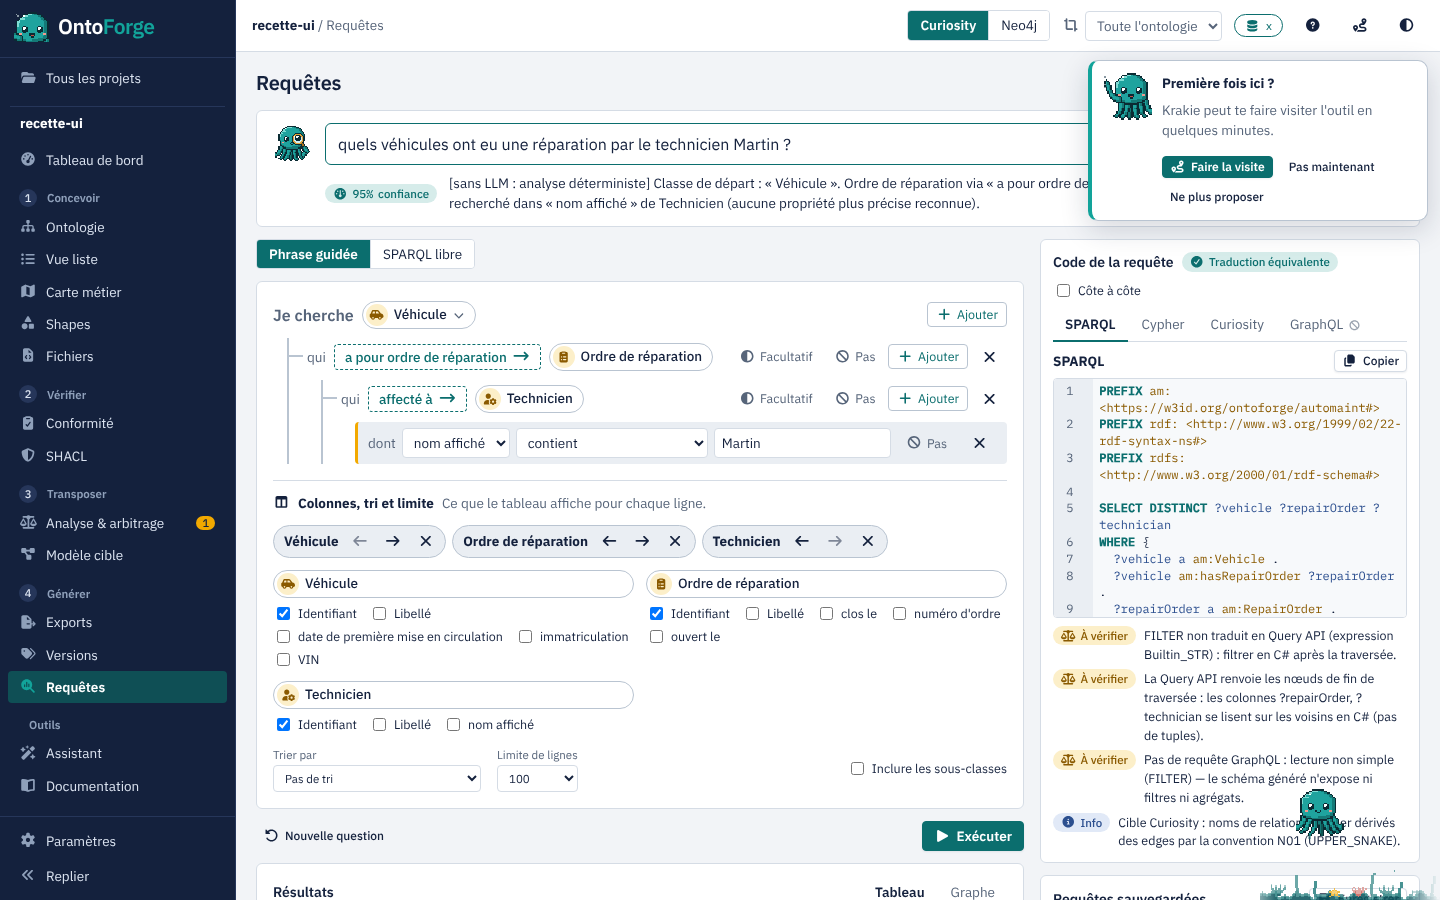 OntoForge
Tous les projets
recette-ui
Tableau de bord
1 Concevoir
Ontologie
Vue liste
Carte métier
Shapes
Fichiers
2 Vérifier
Conformité
SHACL
3 Transposer
Analyse & arbitrage 1
Modèle cible
4 Générer
Exports
Versions
Requêtes
Outils
Assistant
Documentation
Paramètres
Replier
recette-ui / Requêtes
Curiosity Neo4j Toute l'ontologie x
Requêtes
quels véhicules ont eu une réparation par le technicien Martin ?
95% confiance
[sans LLM : analyse déterministe] Classe de départ : « Véhicule ». Ordre de réparation via « a pour ordre de
recherché dans « nom affiché » de Technicien (aucune propriété plus précise reconnue).
Première fois ici ?
Krakie peut te faire visiter l'outil en
quelques minutes.
Faire la visite Pas maintenant
Ne plus proposer
Phrase guidée SPARQL libre
Je cherche Véhicule Ajouter
qui a pour ordre de réparation → Ordre de réparation Facultatif Pas Ajouter
qui affecté à → Technicien Facultatif Pas Ajouter
dont nom affiché contient Martin Pas
Colonnes, tri et limite Ce que le tableau affiche pour chaque ligne.
Véhicule ← → Ordre de réparation ← → Technicien ← →
Véhicule
Identifiant Libellé
date de première mise en circulation immatriculation
VIN
Ordre de réparation
Identifiant Libellé clos le numéro d'ordre
ouvert le
Technicien
Identifiant Libellé nom affiché
Trier par
Pas de tri
Limite de lignes
100
Inclure les sous-classes
Nouvelle question
Exécuter
Résultats
Tableau Graphe
Code de la requête Traduction équivalente
Côte à côte
SPARQL Cypher Curiosity GraphQL
SPARQL Copier
1 PREFIX am:
<https://w3id.org/ontoforge/automaint#>
2 PREFIX rdf: <http://www.w3.org/1999/02/22-
rdf-syntax-ns#>
3 PREFIX rdfs:
<http://www.w3.org/2000/01/rdf-schema#>
4
5 SELECT DISTINCT ?vehicle ?repairOrder ?
technician
6 WHERE {
7 ?vehicle a am:Vehicle .
8 ?vehicle am:hasRepairOrder ?repairOrder
.
9 ?repairOrder a am:RepairOrder .
À vérifier FILTER non traduit en Query API (expression
Builtin_STR) : filtrer en C# après la traversée.
À vérifier La Query API renvoie les nœuds de fin de
traversée : les colonnes ?repairOrder, ?
technician se lisent sur les voisins en C# (pas
de tuples).
À vérifier Pas de requête GraphQL : lecture non simple
(FILTER) — le schéma généré n'expose ni
filtres ni agrégats.
Info Cible Curiosity : noms de relation dérivés
des edges par la convention N01 (UPPER_SNAKE).
Requêtes sauvegardées